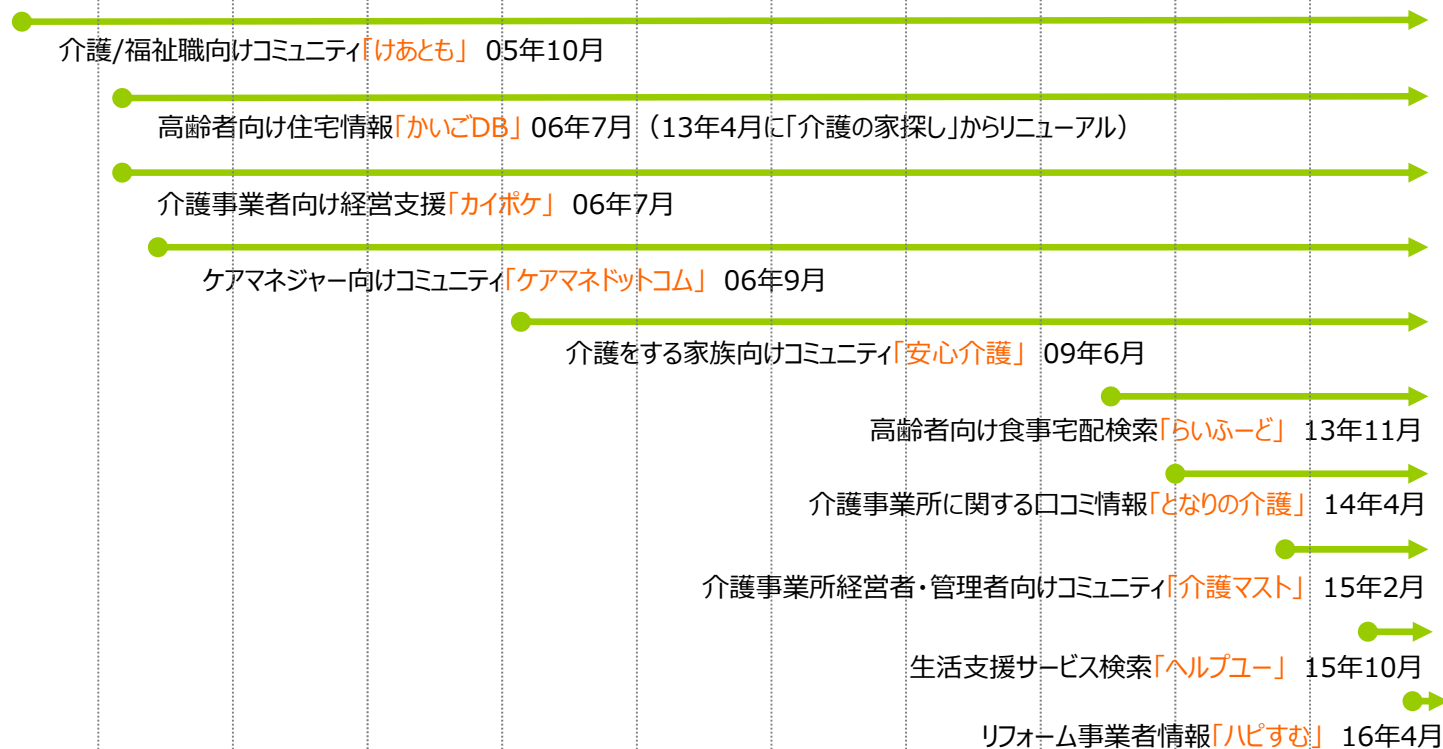 介護/福祉職向けコミュニティ「けあとも」 05年10月
高齢者向け住宅情報「かいごDB」 06年7月（13年4月に「介護の家探し」からリニューアル）
介護事業者向け経営支援「カイポケ」 06年7月
ケアマネジャー向けコミュニティ「ケアマネドットコム」 06年9月
介護をする家族向けコミュニティ「安心介護」 09年6月
高齢者向け食事宅配検索「らいふーど」 13年11月
介護事業所に関する口コミ情報「となりの介護」 14年4月
介護事業所経営者・管理者向けコミュニティ「介護マスト」 15年2月
生活支援サービス検索「ヘルプユー」 15年10月
リフォーム事業者情報「ハピすむ」 16年4月